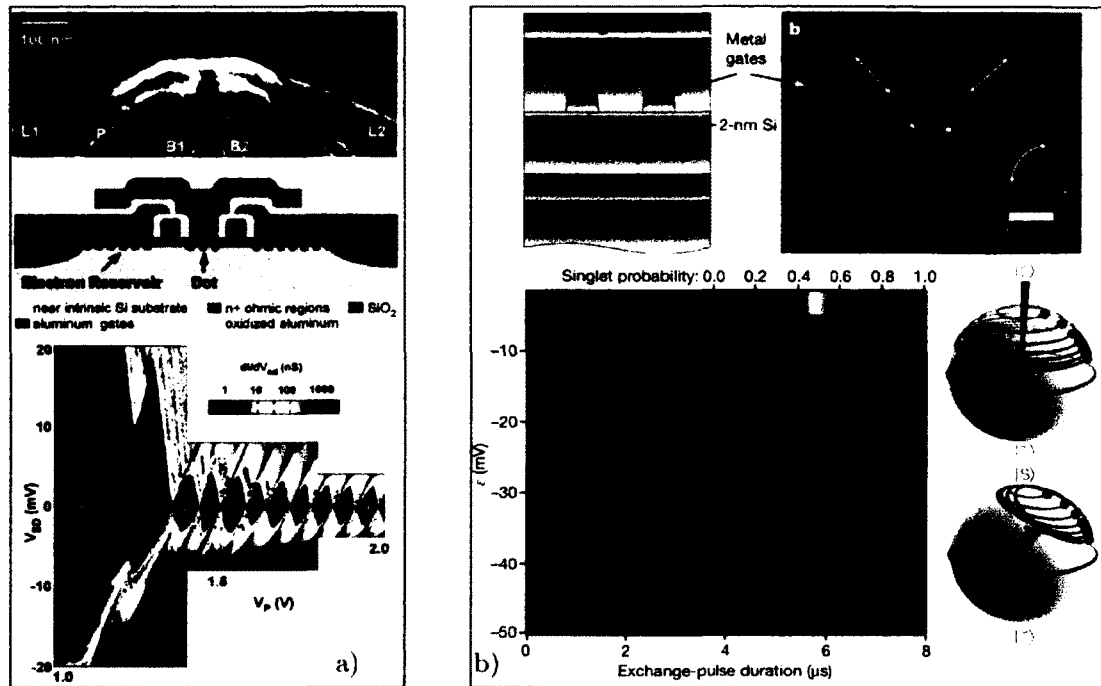 100 nm
L1 P B1 B2 L2
Electron Reservoir Dot
near intrinsic Si substrate n+ ohmic regions SiO2
aluminum gates oxidized aluminum
dI/dVsd (nS)
1 10 100 1000
20
10
0
-10
-20
VSD (mV)
1.0
1.5
2.0
VP (V)
a)
b
Metal
gates
2-nm Si
Singlet probability: 0.0 0.2 0.4 0.6 0.8 1.0
−10
−20
−30
−40
−50
ε (mV)
0 2 4 6 8
Exchange-pulse duration (μs)
|S⟩
b)